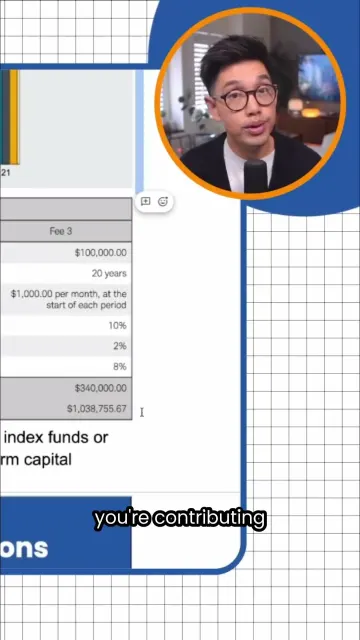 21
Fee 3
$100,000.00
20 years
$1,000.00 per month, at the
start of each period
10%
2%
8%
$340,000.00
$1,038,755.67
index funds or
rm capital
you're contributing
ons